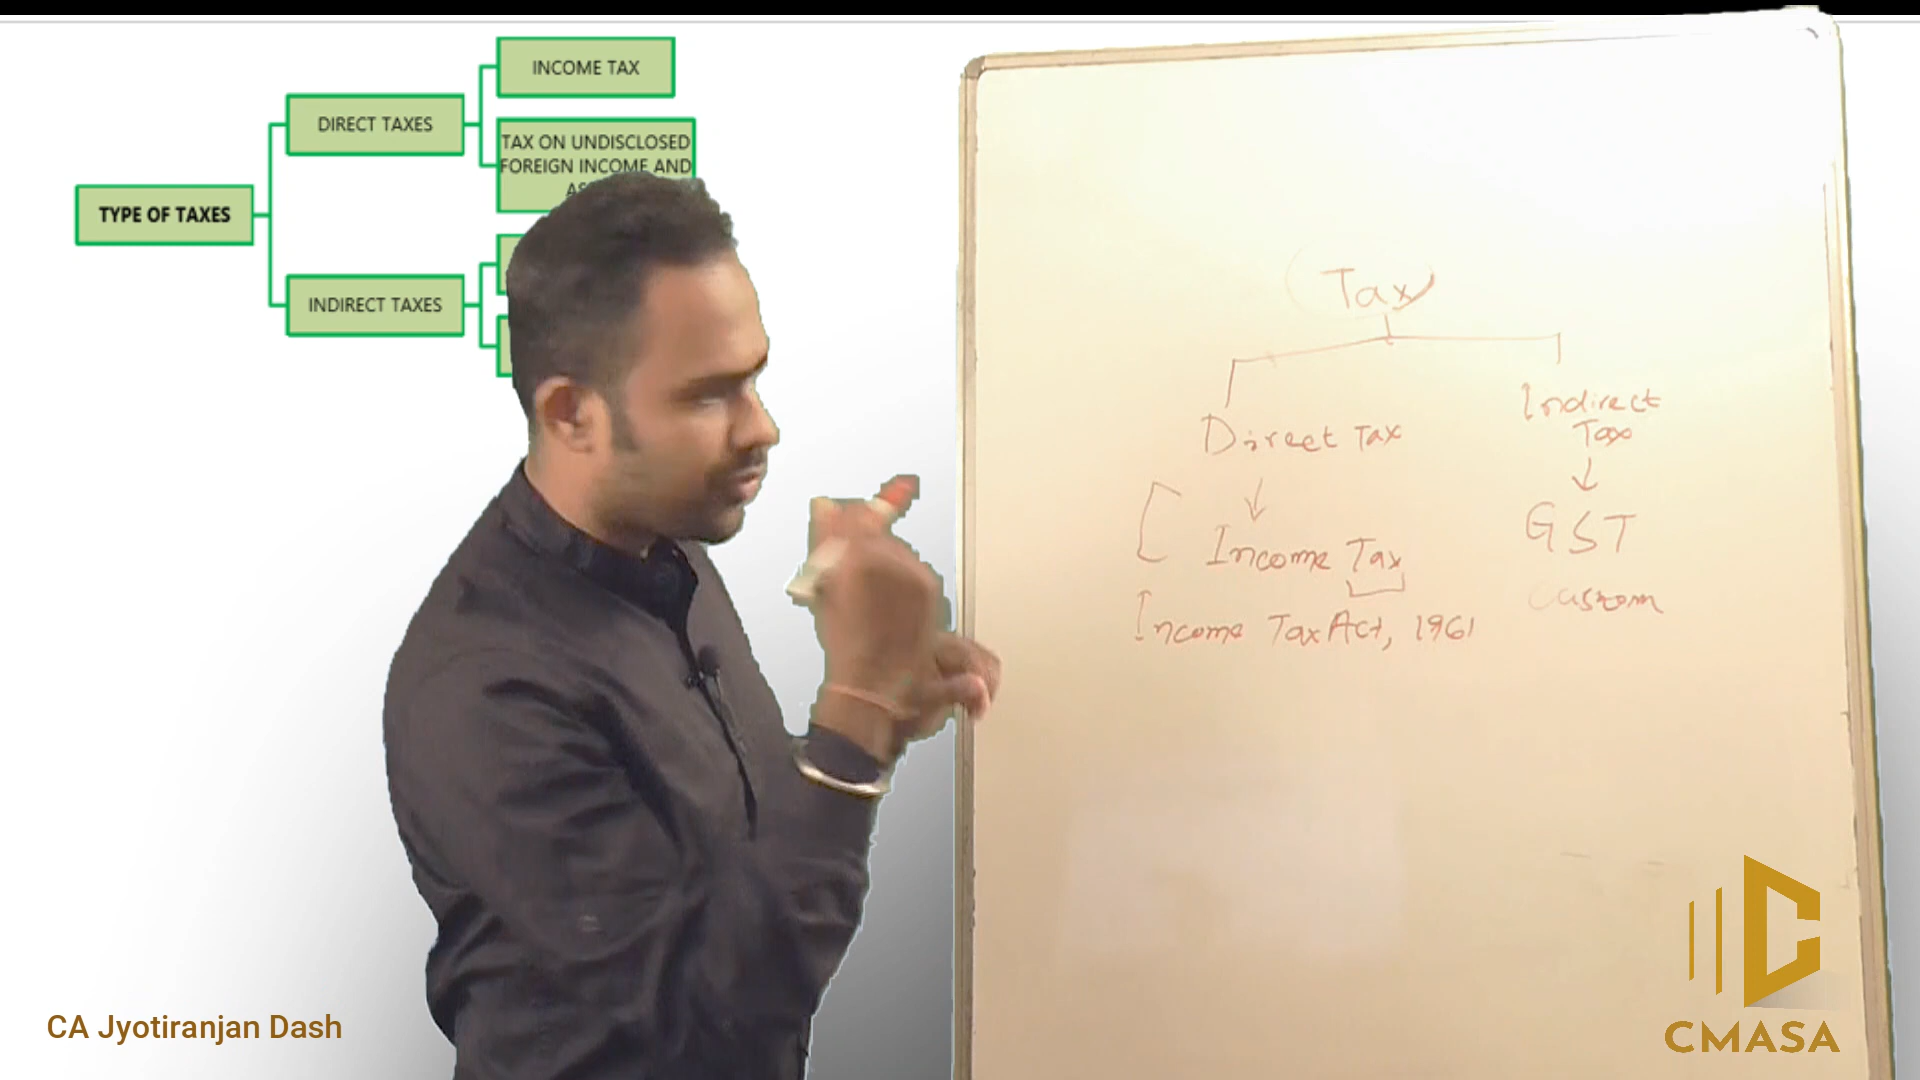 INCOME TAX
DIRECT TAXES
TAX ON UNDISCLOSED
FOREIGN INCOME AND
TYPE OF TAXES
INDIRECT TAXES
Tax
Direct Tax
Indirect
Tax
Income Tax
GST
Custom
Income Tax Act, 1961
CA Jyotiranjan Dash
CMASA